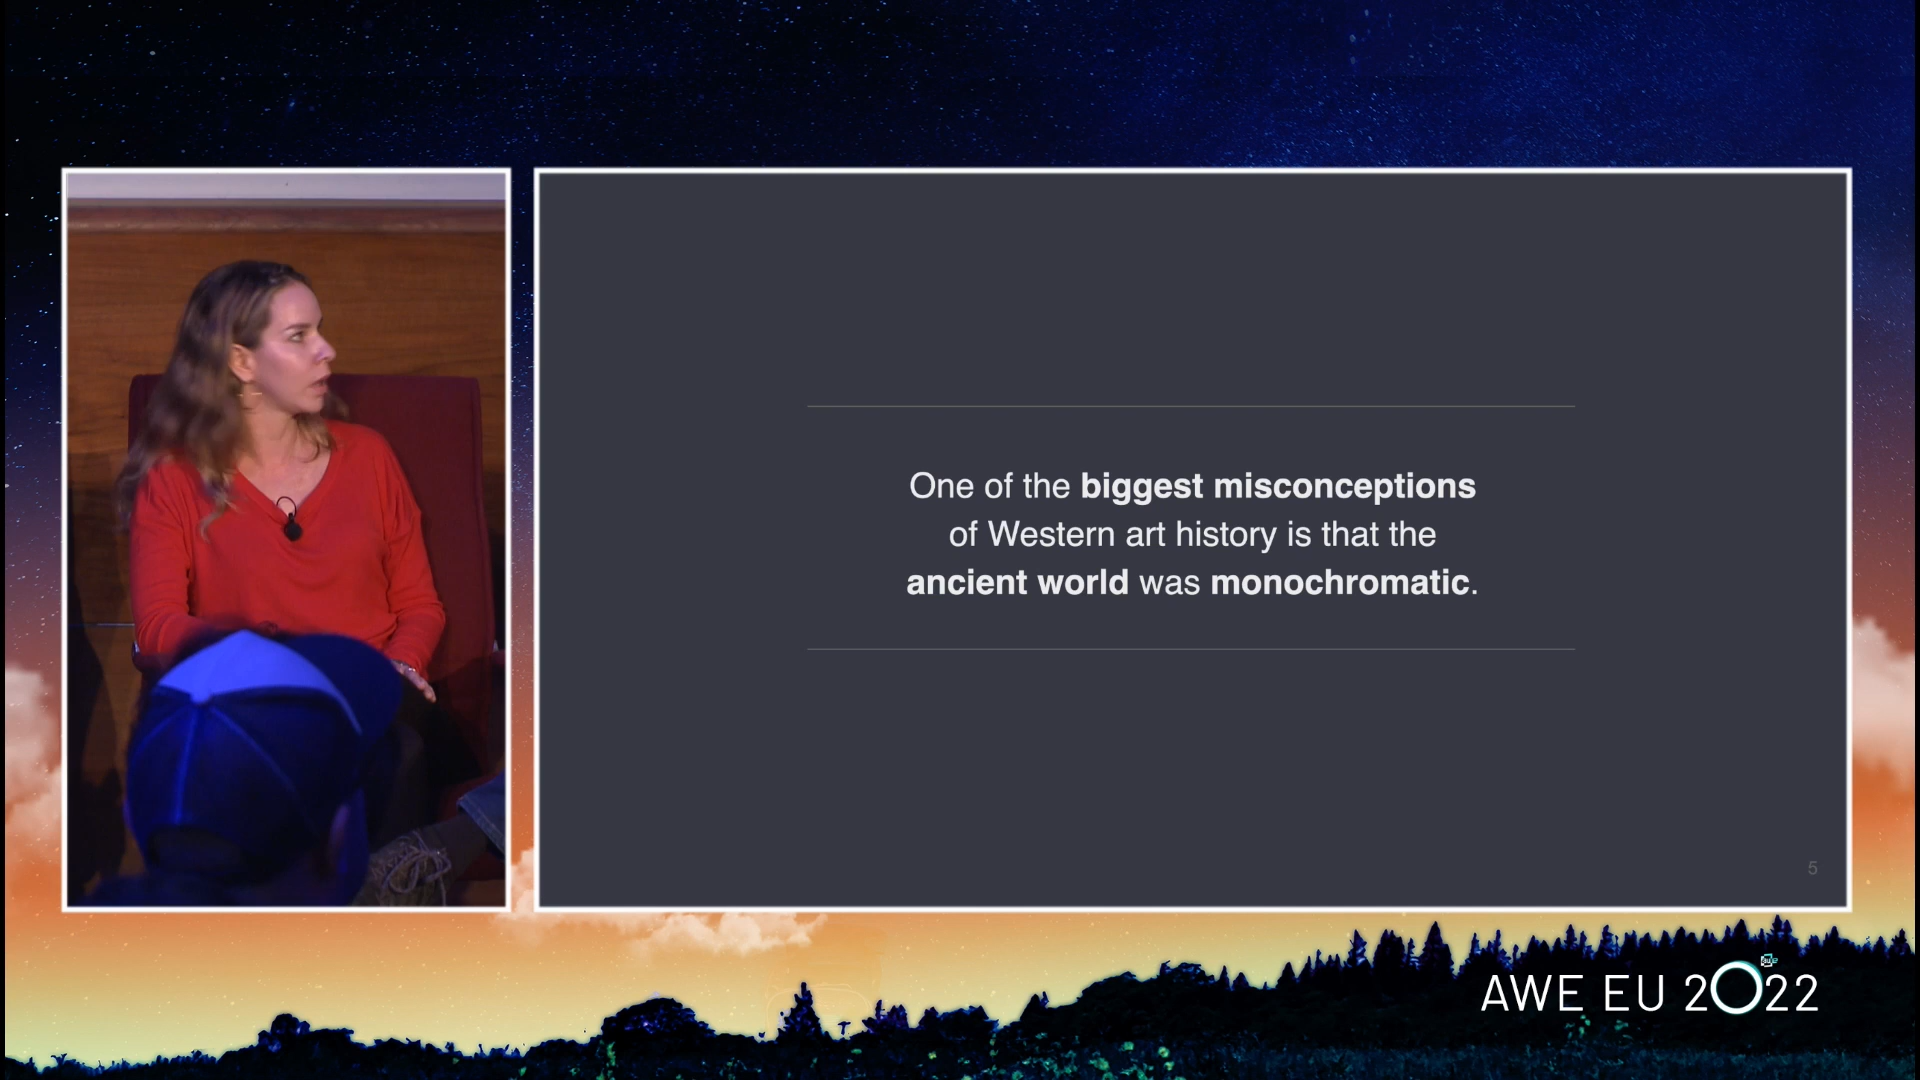 One of the biggest misconceptions
of Western art history is that the
ancient world was monochromatic.
5
AWE EU 2022